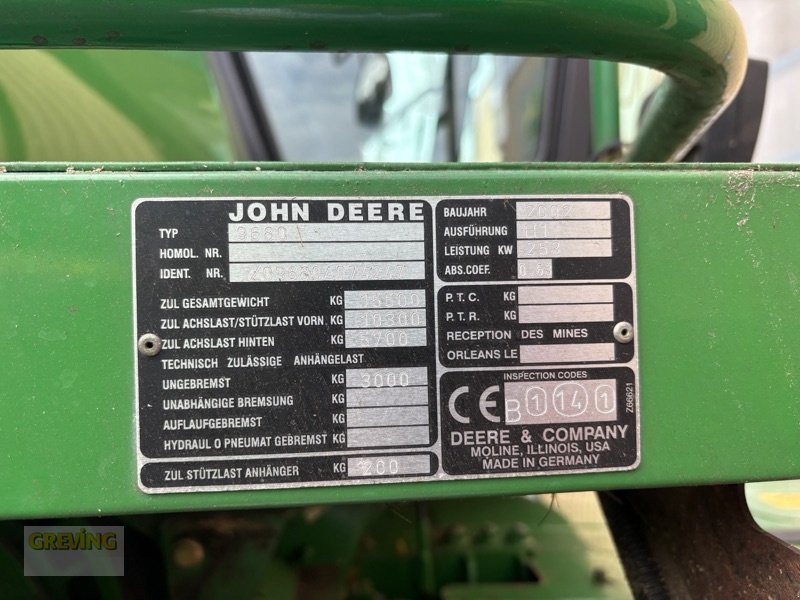 JOHN DEERE
TYP 9680
HOMOL. NR.
IDENT. NR.
ZUL GESAMTGEWICHT KG
ZUL ACHSLAST/STÜTZLAST VORN. KG 10300
ZUL ACHSLAST HINTEN KG 5700
TECHNISCH ZULÄSSIGE ANHÄNGELAST
UNGEBREMST KG 3000
UNABHÄNGIGE BREMSUNG KG
AUFLAUFGEBREMST KG
HYDRAUL O PNEUMAT GEBREMST KG
ZUL STÜTZLAST ANHÄNGER KG 200
BAUJAHR 2002
AUSFÜHRUNG
LEISTUNG KW 252
ABS.COEF.
P. T. C. KG
P. T. R. KG
RECEPTION DES MINES
ORLEANS LE
INSPECTION CODES
CE B 1 14 1
DEERE & COMPANY
MOLINE, ILLINOIS, USA
MADE IN GERMANY
Z66621
GREVING